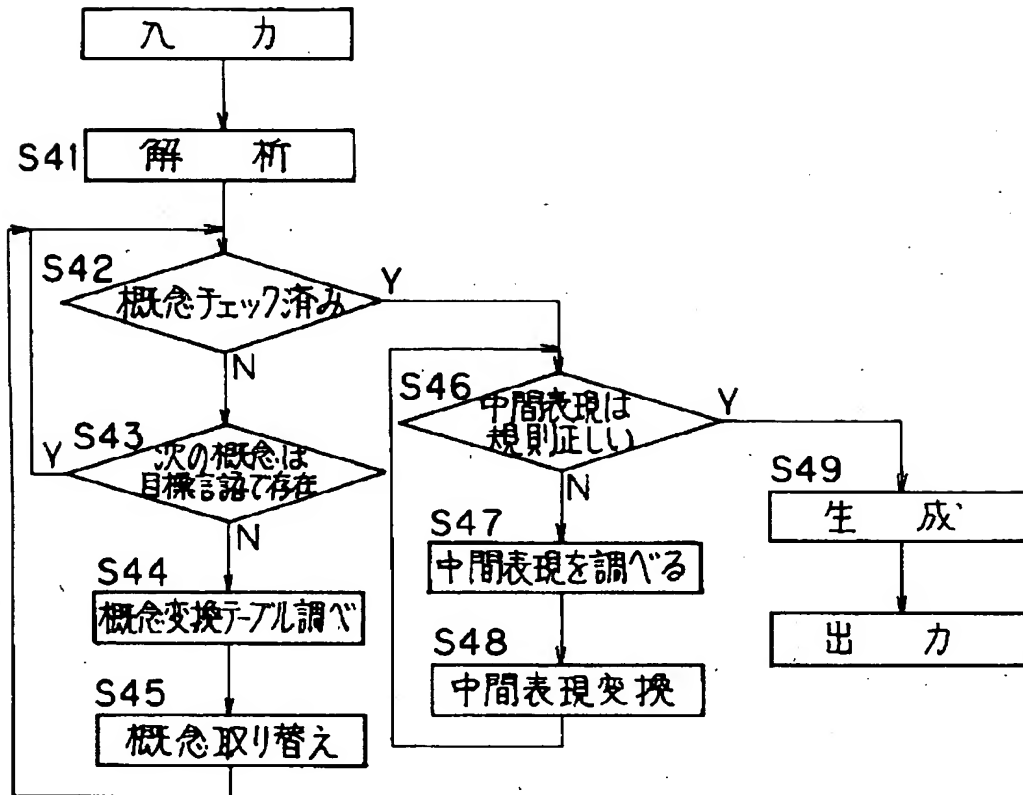 入 力
S41
解 析
S42
概念チェック済み
Y
N
S43
次の概念は
目標言語で存在
Y
N
S44
概念変換テーブル調べ
S45
概念取り替え
S46
中間表現は
規則正しい
Y
N
S47
中間表現を調べる
S48
中間表現変換
S49
生 成
出 力